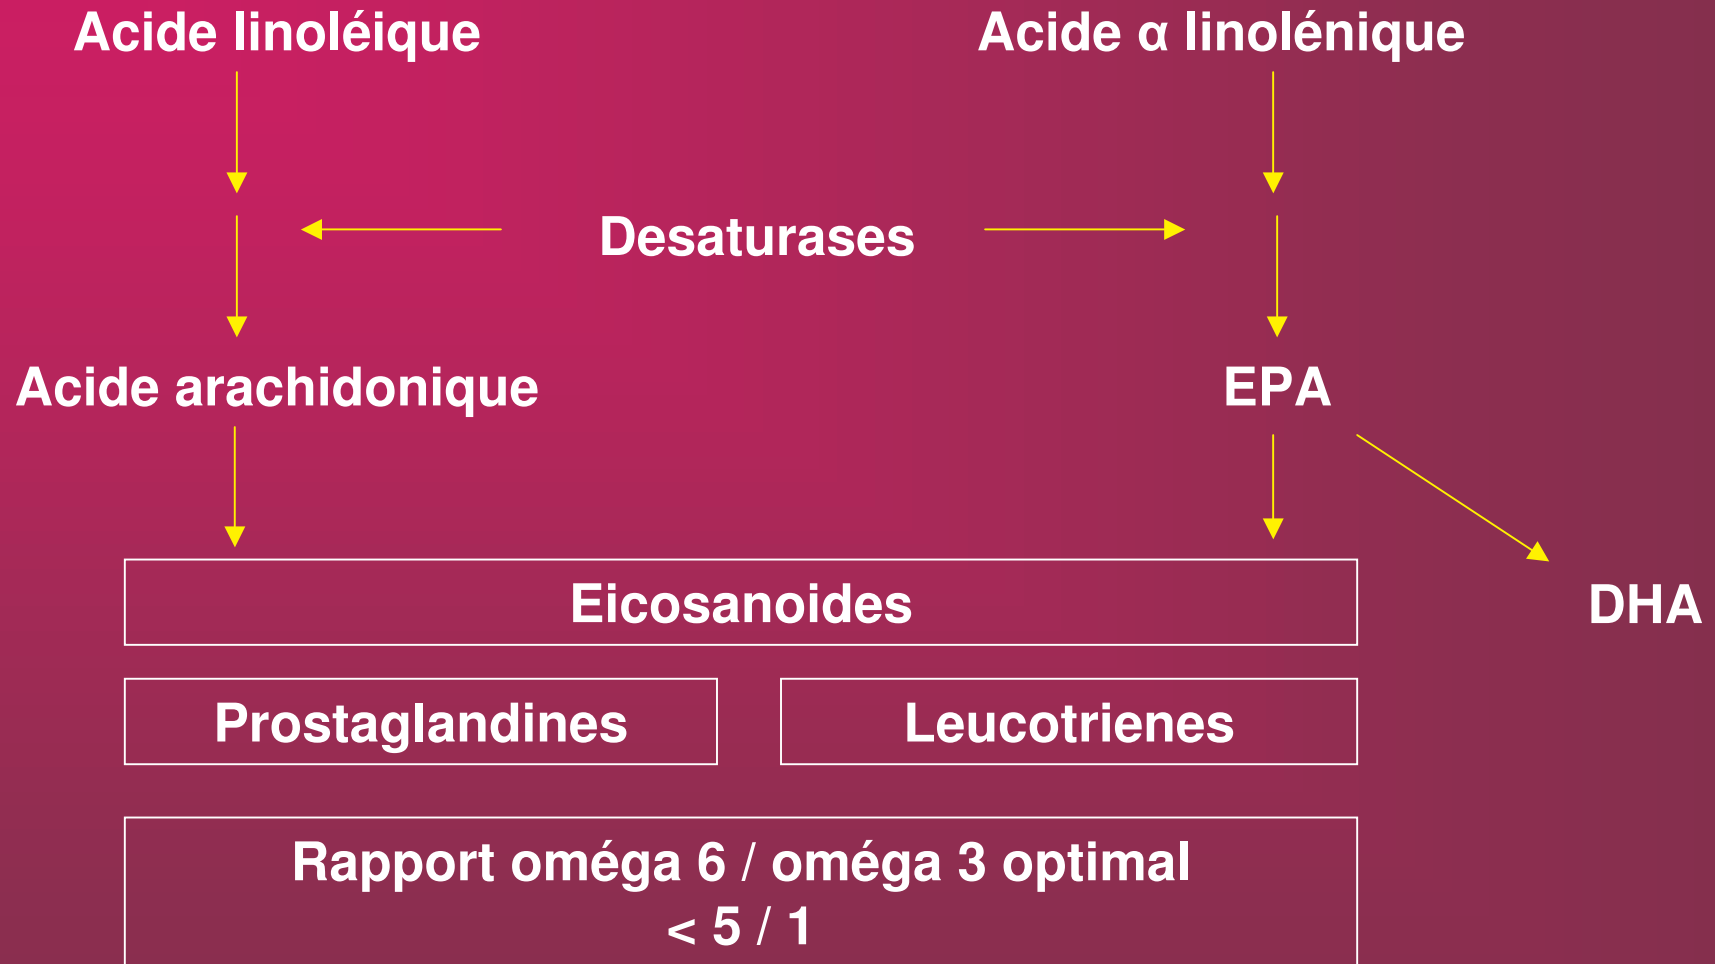 Acide linoléique
Acide α linolénique
Desaturases
Acide arachidonique
EPA
Eicosanoides
DHA
Prostaglandines
Leucotrienes
Rapport oméga 6 / oméga 3 optimal
< 5 / 1